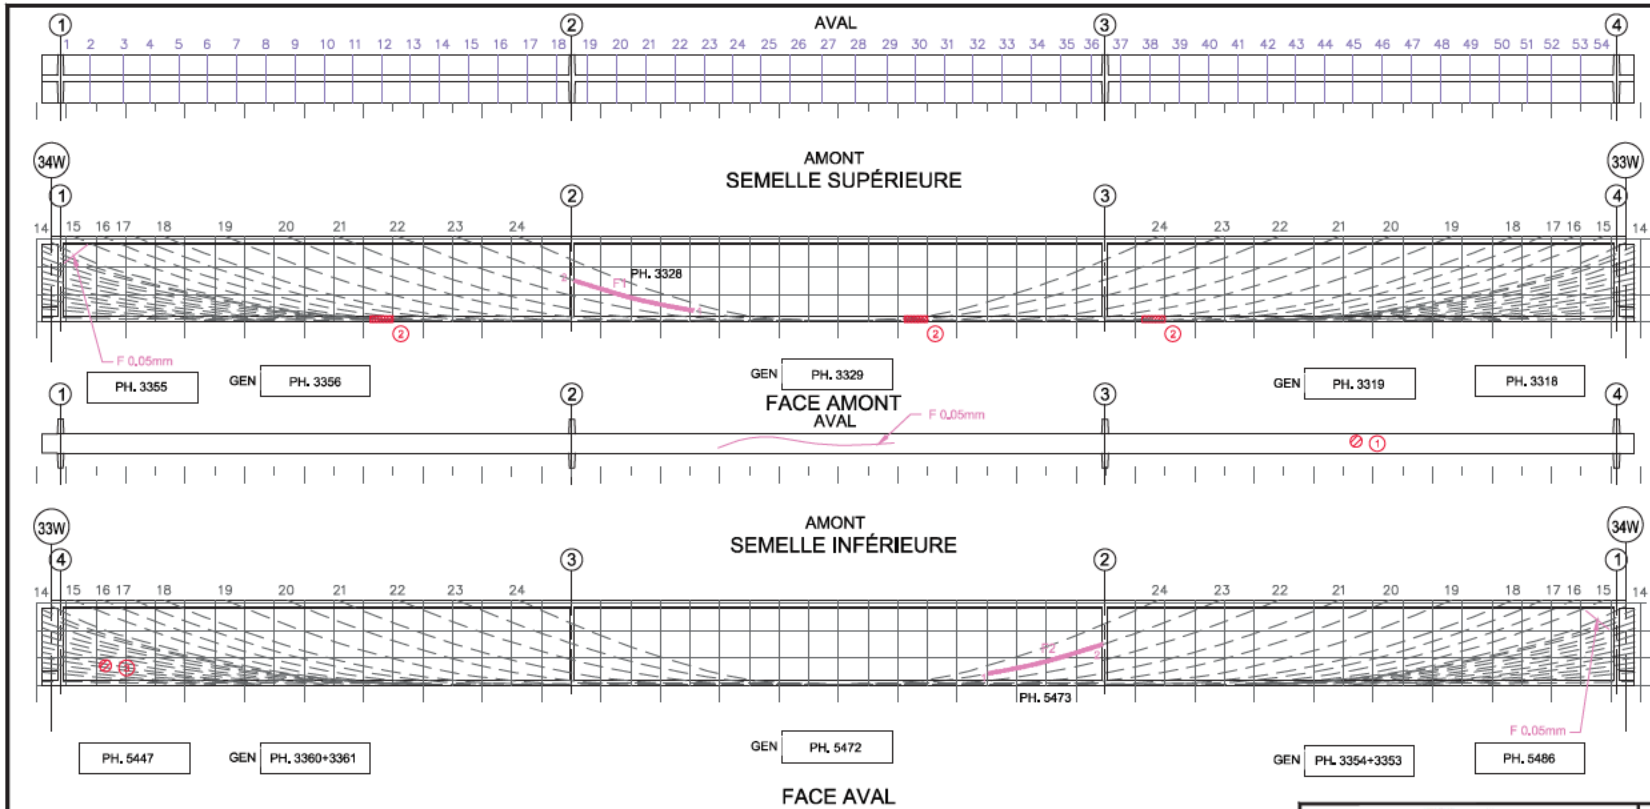 1 2 AVAL 3 4
1 2 3 4 5 6 7 8 9 10 11 12 13 14 15 16 17 18 19 20 21 22 23 24 25 26 27 28 29 30 31 32 33 34 35 36 37 38 39 40 41 42 43 44 45 46 47 48 49 50 51 52 53 54
34W AMONT 33W
SEMELLE SUPÉRIEURE
1 2 3 4
14 15 16 17 18 19 20 21 22 23 24 24 23 22 21 20 19 18 17 16 15 14
2 F1 PH. 3328
2 2 2
F 0.05mm
PH. 3355 GEN PH. 3356 GEN PH. 3329 GEN PH. 3319 PH. 3318
1 2 FACE AMONT 3 4
AVAL F 0.05mm
1
33W AMONT 34W
SEMELLE INFÉRIEURE
4 3 2 1
14 15 16 17 18 19 20 21 22 23 24 24 23 22 21 20 19 18 17 16 15 14
F2
PH. 5473
F 0.05mm
PH. 5447 GEN PH. 3360+3361 GEN PH. 5472 GEN PH. 3354+3353 PH. 5486
FACE AVAL